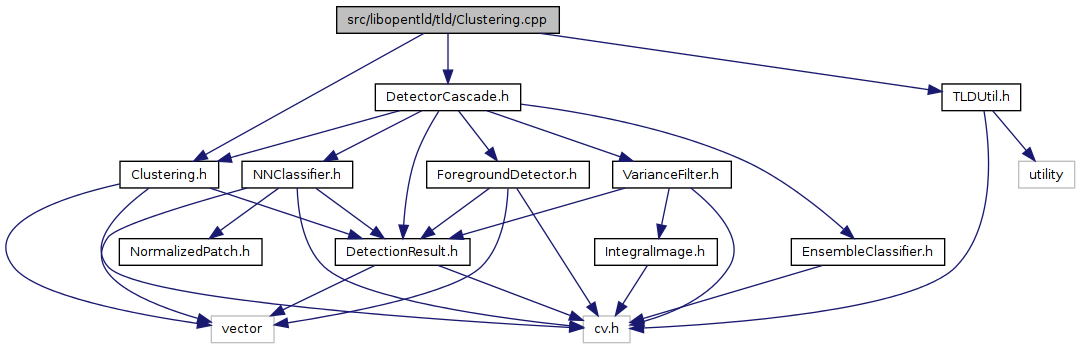 src/libopentld/tld/Clustering.cpp
DetectorCascade.h
TLDUtil.h
Clustering.h
NNClassifier.h
ForegroundDetector.h
VarianceFilter.h
utility
NormalizedPatch.h
DetectionResult.h
IntegralImage.h
EnsembleClassifier.h
vector
cv.h